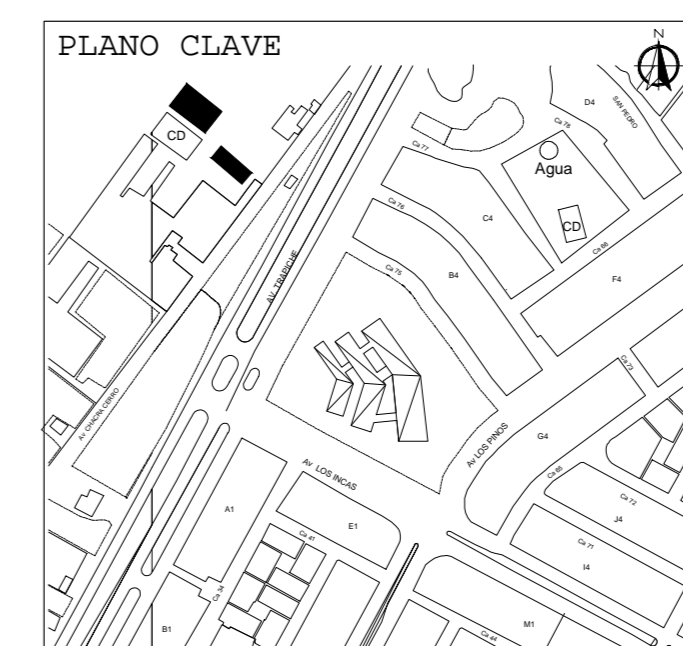 PLANO CLAVE
N
D4
SAN PEDRO
CD
Ca 78
Ca 77
Agua
Ca 76
C4
CD
Ca 66
AV. TRAPICHE
Ca 75
B4
F4
Ca 73
Av CHACRA CERRO
Av LOS PINOS
G4
Av LOS INCAS
Ca 65
Ca 72
A1
E1
J4
Ca 41
Ca 71
I4
Ca 34
B1
M1
Ca 44